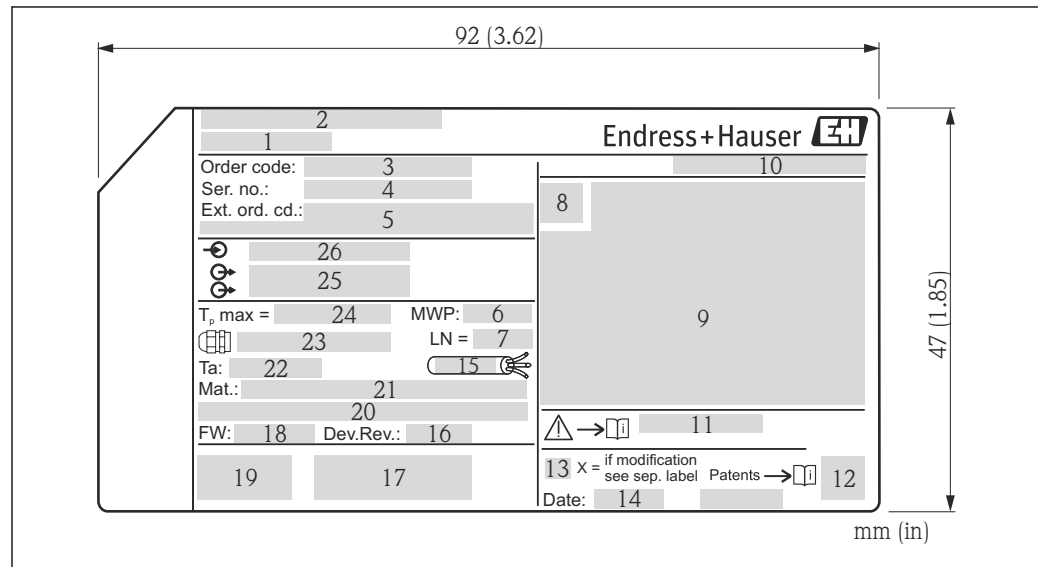 92 (3.62)
2
1
Endress+Hauser EH
Order code: 3
10
Ser. no.: 4
8
Ext. ord. cd.: 5
26
25
9
47 (1.85)
Tp max = 24 MWP: 6
23 LN = 7
Ta: 22 15
Mat.: 21
20
FW: 18 Dev.Rev.: 16
i 11
19 17
13 X = if modification
see sep. label Patents i 12
Date: 14
mm (in)